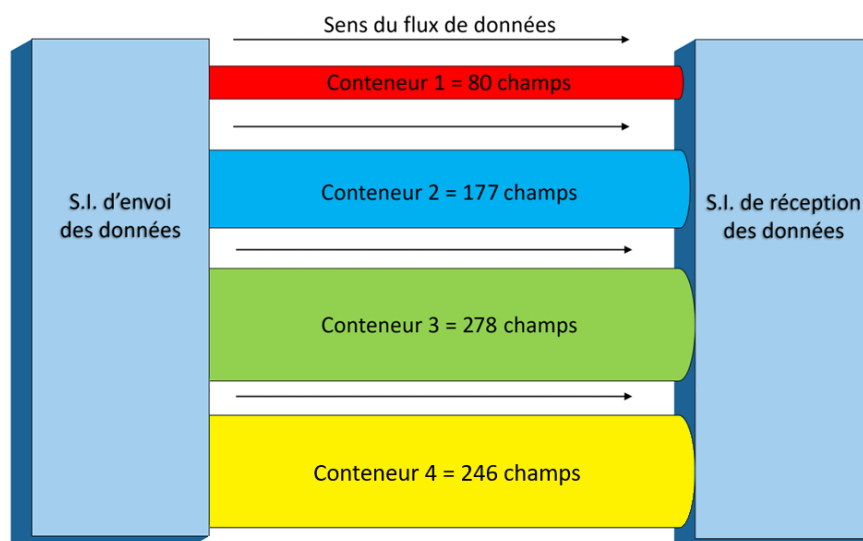 Sens du flux de données
Conteneur 1 = 80 champs
Conteneur 2 = 177 champs
S.I. d'envoi
des données
S.I. de réception
des données
Conteneur 3 = 278 champs
Conteneur 4 = 246 champs